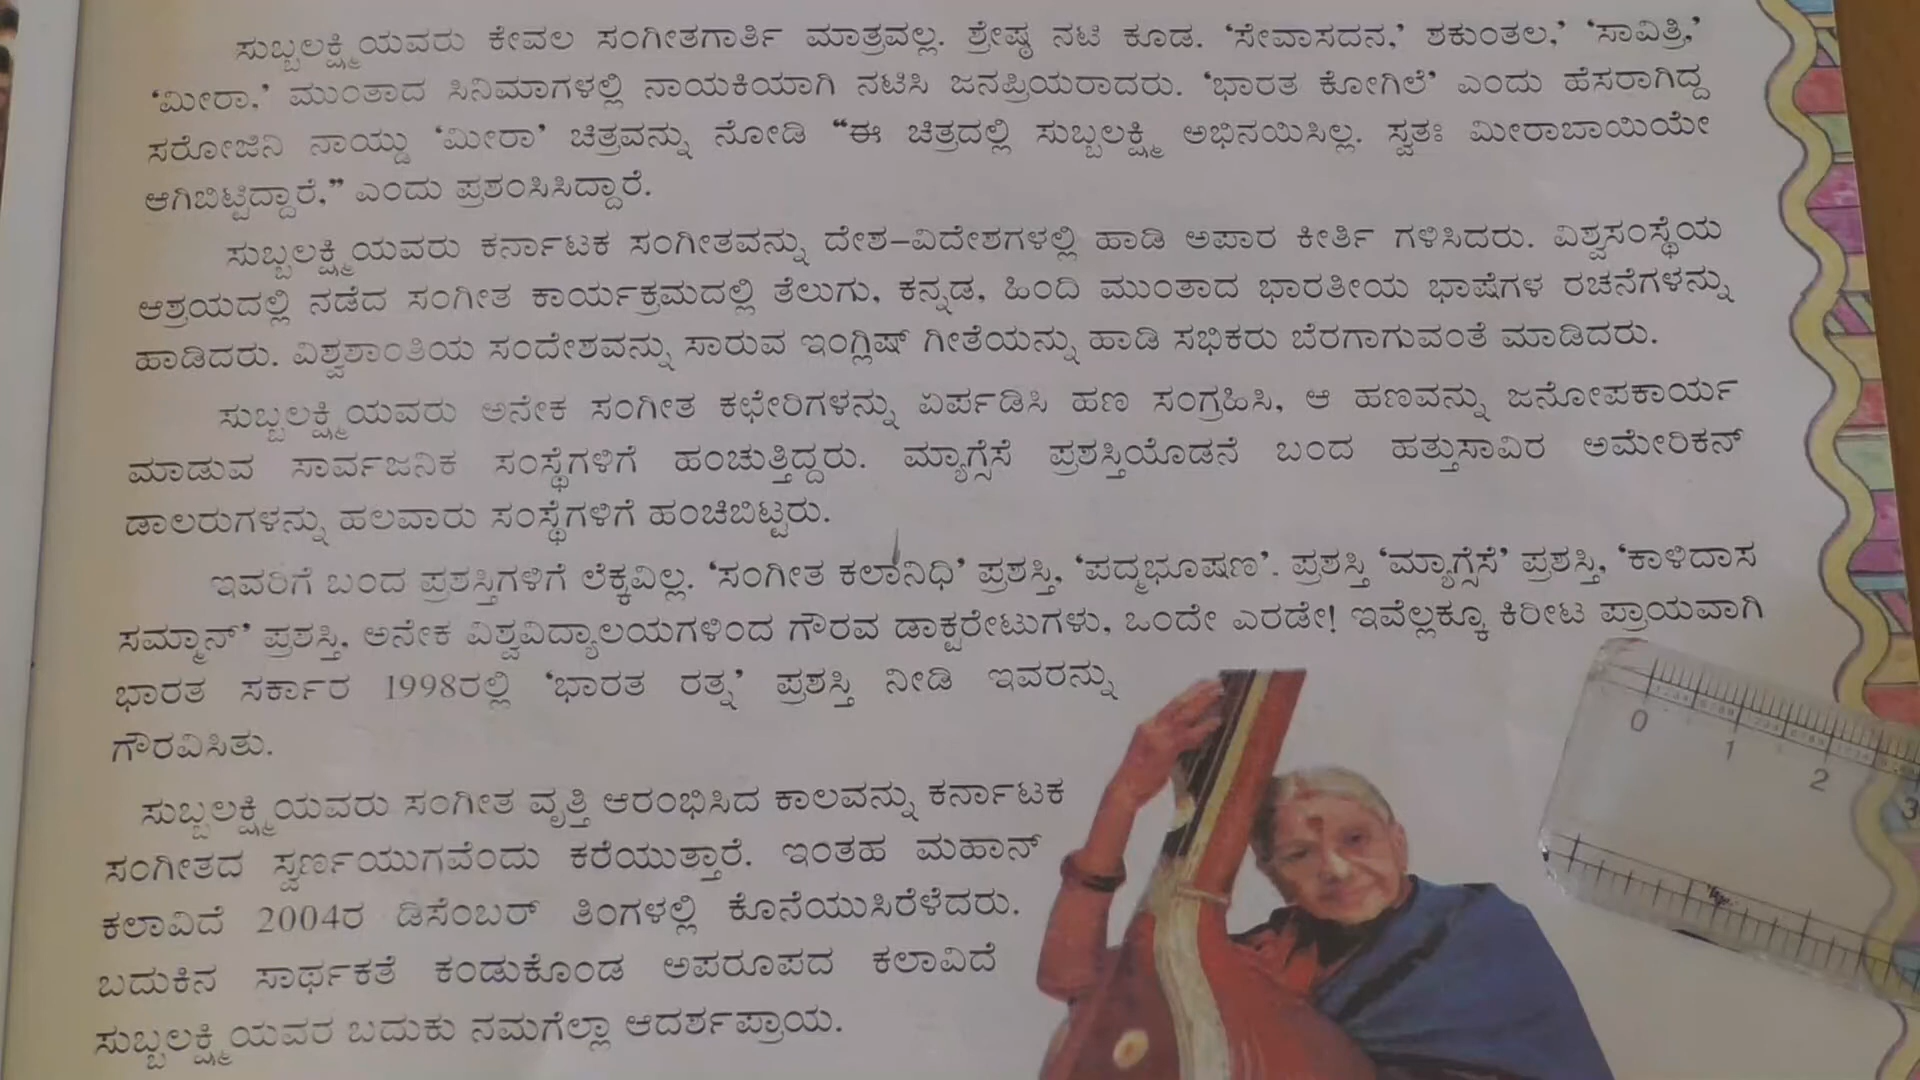 ಸುಬ್ಬಲಕ್ಷ್ಮಿಯವರು ಕೇವಲ ಸಂಗೀತಗಾರ್ತಿ ಮಾತ್ರವಲ್ಲ. ಶ್ರೇಷ್ಠ ನಟಿ ಕೂಡ. ‘ಸೇವಾಸದನ,’ ಶಕುಂತಲ,’ ‘ಸಾವಿತ್ರಿ,’
‘ಮೀರಾ.’ ಮುಂತಾದ ಸಿನಿಮಾಗಳಲ್ಲಿ ನಾಯಕಿಯಾಗಿ ನಟಿಸಿ ಜನಪ್ರಿಯರಾದರು. ‘ಭಾರತ ಕೋಗಿಲೆ’ ಎಂದು ಹೆಸರಾಗಿದ್ದ
ಸರೋಜಿನಿ ನಾಯ್ಡು ‘ಮೀರಾ’ ಚಿತ್ರವನ್ನು ನೋಡಿ “ಈ ಚಿತ್ರದಲ್ಲಿ ಸುಬ್ಬಲಕ್ಷ್ಮಿ ಅಭಿನಯಿಸಿಲ್ಲ. ಸ್ವತಃ ಮೀರಾಬಾಯಿಯೇ
ಆಗಿಬಿಟ್ಟಿದ್ದಾರೆ,” ಎಂದು ಪ್ರಶಂಸಿಸಿದ್ದಾರೆ.
ಸುಬ್ಬಲಕ್ಷ್ಮಿಯವರು ಕರ್ನಾಟಕ ಸಂಗೀತವನ್ನು ದೇಶ–ವಿದೇಶಗಳಲ್ಲಿ ಹಾಡಿ ಅಪಾರ ಕೀರ್ತಿ ಗಳಿಸಿದರು. ವಿಶ್ವಸಂಸ್ಥೆಯ
ಆಶ್ರಯದಲ್ಲಿ ನಡೆದ ಸಂಗೀತ ಕಾರ್ಯಕ್ರಮದಲ್ಲಿ ತೆಲುಗು, ಕನ್ನಡ, ಹಿಂದಿ ಮುಂತಾದ ಭಾರತೀಯ ಭಾಷೆಗಳ ರಚನೆಗಳನ್ನು
ಹಾಡಿದರು. ವಿಶ್ವಶಾಂತಿಯ ಸಂದೇಶವನ್ನು ಸಾರುವ ಇಂಗ್ಲಿಷ್ ಗೀತೆಯನ್ನು ಹಾಡಿ ಸಭಿಕರು ಬೆರಗಾಗುವಂತೆ ಮಾಡಿದರು.
ಸುಬ್ಬಲಕ್ಷ್ಮಿಯವರು ಅನೇಕ ಸಂಗೀತ ಕಛೇರಿಗಳನ್ನು ಏರ್ಪಡಿಸಿ ಹಣ ಸಂಗ್ರಹಿಸಿ, ಆ ಹಣವನ್ನು ಜನೋಪಕಾರ್ಯ
ಮಾಡುವ ಸಾರ್ವಜನಿಕ ಸಂಸ್ಥೆಗಳಿಗೆ ಹಂಚುತ್ತಿದ್ದರು. ಮ್ಯಾಗ್ಸೆಸೆ ಪ್ರಶಸ್ತಿಯೊಡನೆ ಬಂದ ಹತ್ತುಸಾವಿರ ಅಮೇರಿಕನ್
ಡಾಲರುಗಳನ್ನು ಹಲವಾರು ಸಂಸ್ಥೆಗಳಿಗೆ ಹಂಚಿಬಿಟ್ಟರು.
ಇವರಿಗೆ ಬಂದ ಪ್ರಶಸ್ತಿಗಳಿಗೆ ಲೆಕ್ಕವಿಲ್ಲ. ‘ಸಂಗೀತ ಕಲಾನಿಧಿ’ ಪ್ರಶಸ್ತಿ, ‘ಪದ್ಮಭೂಷಣ’. ಪ್ರಶಸ್ತಿ ‘ಮ್ಯಾಗ್ಸೆಸೆ’ ಪ್ರಶಸ್ತಿ, ‘ಕಾಳಿದಾಸ
ಸಮ್ಮಾನ್’ ಪ್ರಶಸ್ತಿ, ಅನೇಕ ವಿಶ್ವವಿದ್ಯಾಲಯಗಳಿಂದ ಗೌರವ ಡಾಕ್ಟರೇಟುಗಳು, ಒಂದೇ ಎರಡೇ! ಇವೆಲ್ಲಕ್ಕೂ ಕಿರೀಟ ಪ್ರಾಯವಾಗಿ
ಭಾರತ ಸರ್ಕಾರ 1998ರಲ್ಲಿ ‘ಭಾರತ ರತ್ನ’ ಪ್ರಶಸ್ತಿ ನೀಡಿ ಇವರನ್ನು
ಗೌರವಿಸಿತು.
ಸುಬ್ಬಲಕ್ಷ್ಮಿಯವರು ಸಂಗೀತ ವೃತ್ತಿ ಆರಂಭಿಸಿದ ಕಾಲವನ್ನು ಕರ್ನಾಟಕ
ಸಂಗೀತದ ಸ್ವರ್ಣಯುಗವೆಂದು ಕರೆಯುತ್ತಾರೆ. ಇಂತಹ ಮಹಾನ್
ಕಲಾವಿದೆ 2004ರ ಡಿಸೆಂಬರ್ ತಿಂಗಳಲ್ಲಿ ಕೊನೆಯುಸಿರೆಳೆದರು.
ಬದುಕಿನ ಸಾರ್ಥಕತೆ ಕಂಡುಕೊಂಡ ಅಪರೂಪದ ಕಲಾವಿದೆ
ಸುಬ್ಬಲಕ್ಷ್ಮಿಯವರ ಬದುಕು ನಮಗೆಲ್ಲಾ ಆದರ್ಶಪ್ರಾಯ.
0 1 2 3